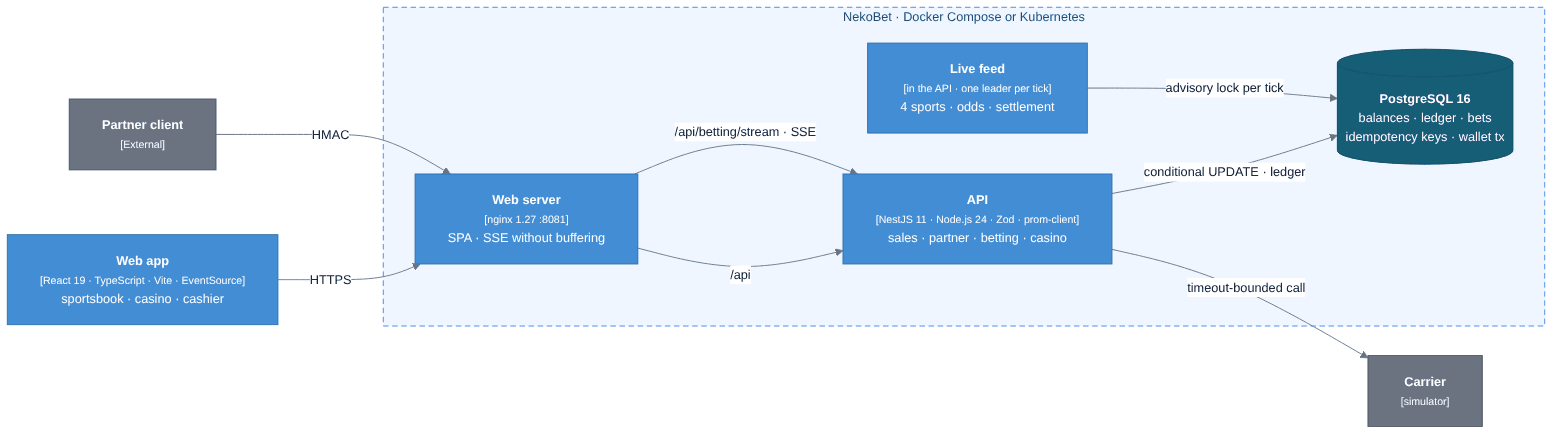 NekoBet · Docker Compose or Kubernetes
Live feed
[in the API · one leader per tick]
4 sports · odds · settlement
advisory lock per tick
PostgreSQL 16
balances · ledger · bets
idempotency keys · wallet tx
Partner client
[External]
HMAC
/api/betting/stream · SSE
conditional UPDATE · ledger
Web server
[nginx 1.27 :8081]
SPA · SSE without buffering
API
[NestJS 11 · Node.js 24 · Zod · prom-client]
sales · partner · betting · casino
Web app
[React 19 · TypeScript · Vite · EventSource]
sportsbook · casino · cashier
HTTPS
/api
timeout-bounded call
Carrier
[simulator]